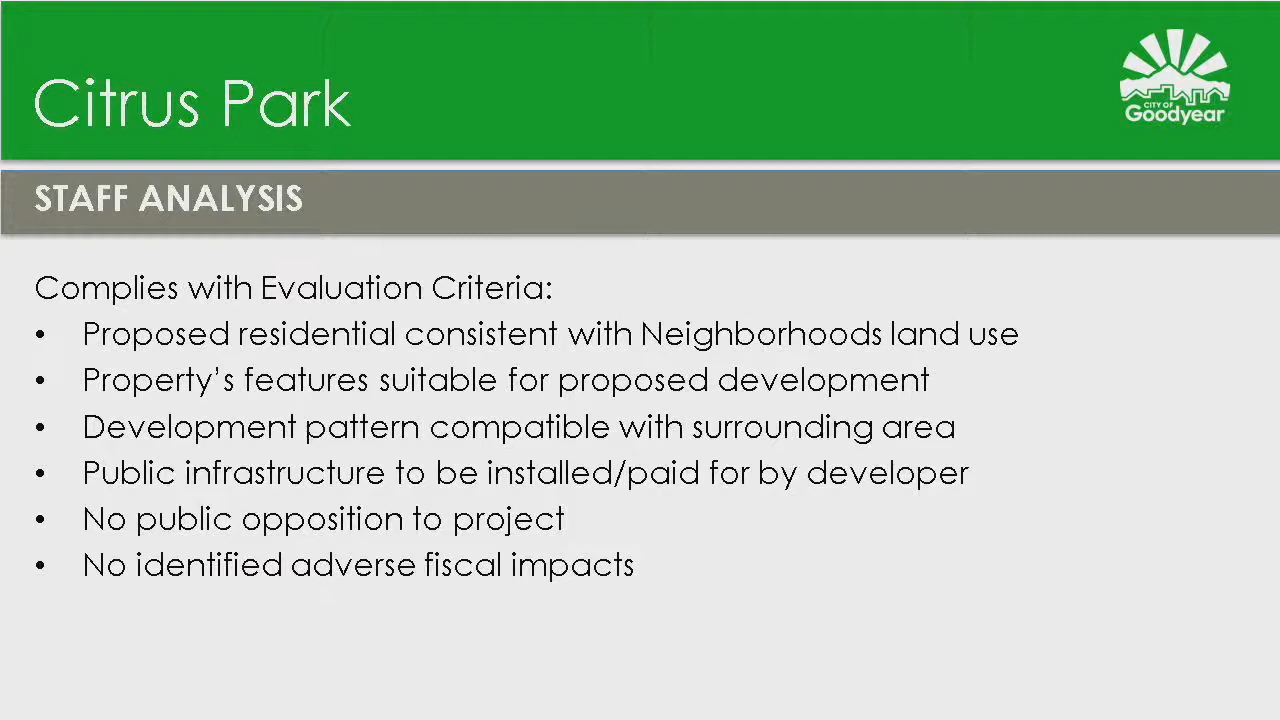 Citrus Park
CITY OF
Goodyear
STAFF ANALYSIS
Complies with Evaluation Criteria:
• Proposed residential consistent with Neighborhoods land use
• Property’s features suitable for proposed development
• Development pattern compatible with surrounding area
• Public infrastructure to be installed/paid for by developer
• No public opposition to project
• No identified adverse fiscal impacts